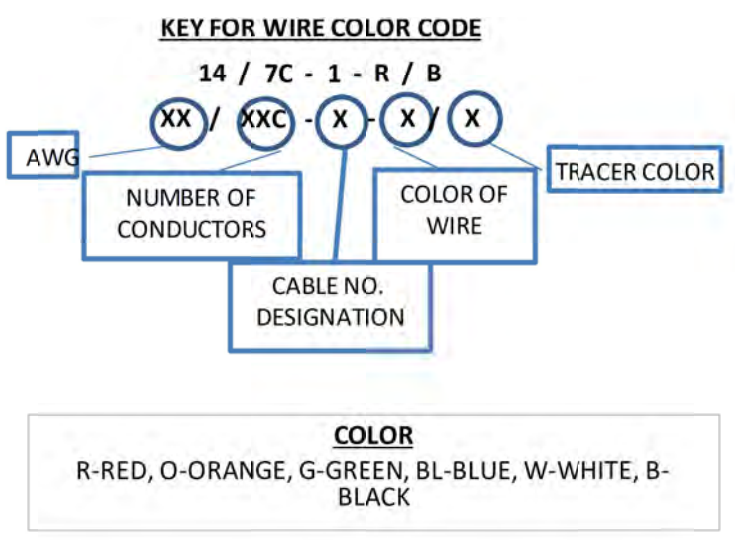 KEY FOR WIRE COLOR CODE
14 / 7C - 1 - R / B
XX / XXC - X - X / X
AWG
TRACER COLOR
NUMBER OF
CONDUCTORS
COLOR OF
WIRE
CABLE NO.
DESIGNATION
COLOR
R-RED, O-ORANGE, G-GREEN, BL-BLUE, W-WHITE, B-
BLACK